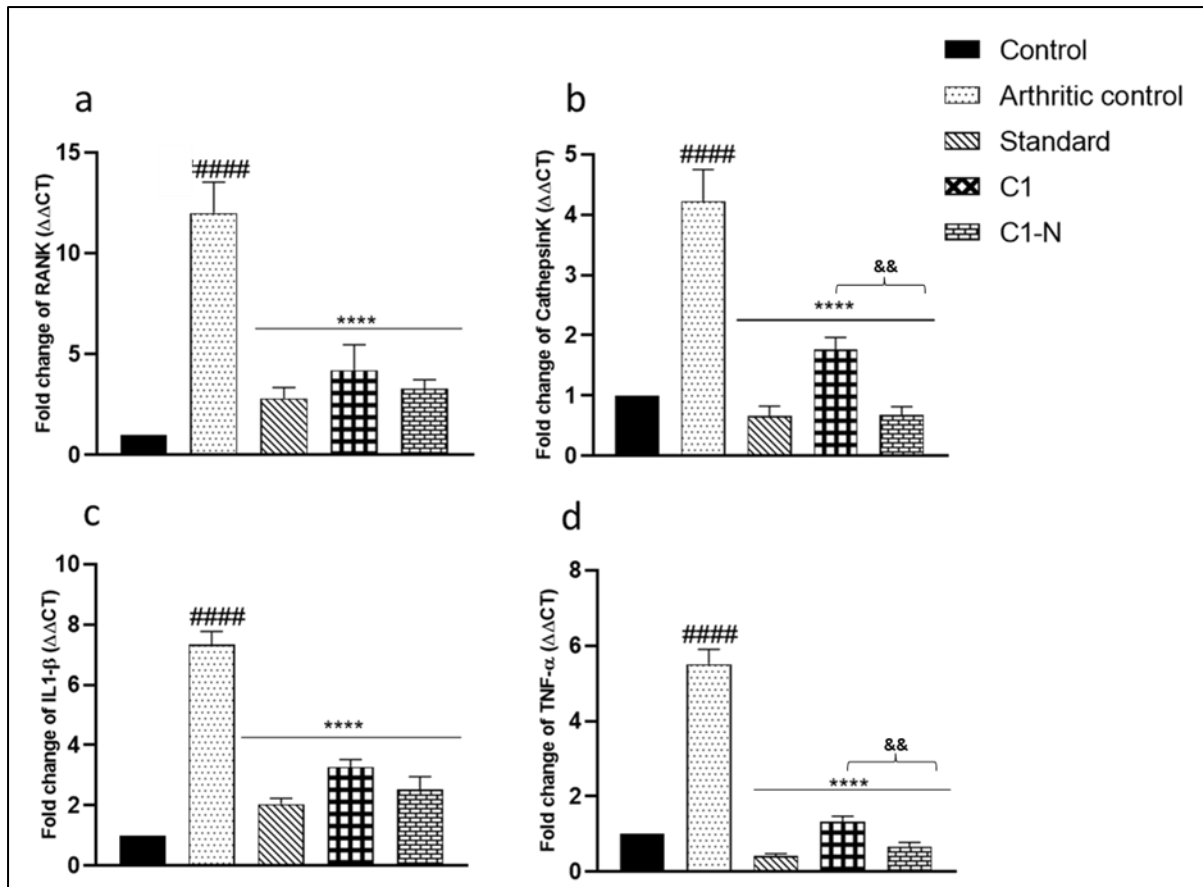 Control
Arthritic control
Standard
C1
C1-N
a
Fold change of RANK (ΔΔCT)
15
10
5
0
####
****
b
Fold change of CathepsinK (ΔΔCT)
5
4
3
2
1
0
####
&&
****
c
Fold change of IL1-β (ΔΔCT)
10
8
6
4
2
0
####
****
d
Fold change of TNF-α (ΔΔCT)
8
6
4
2
0
####
&&
****